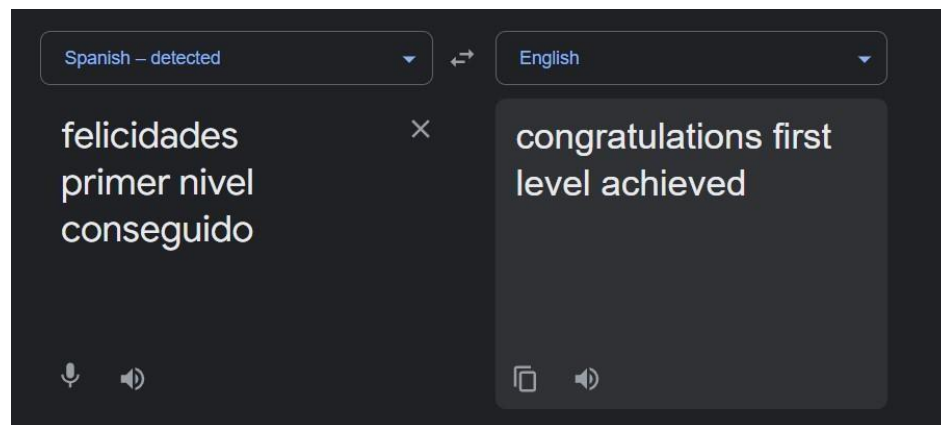 Spanish – detected
English
felicidades
primer nivel
conseguido
congratulations first
level achieved